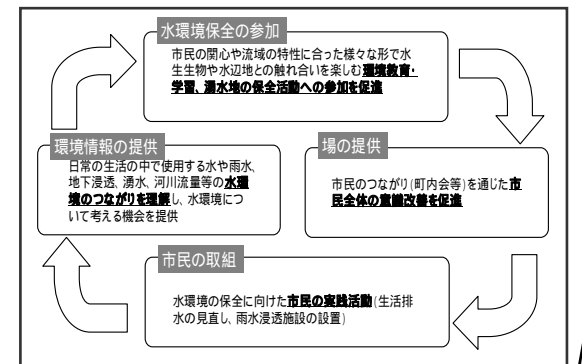 水環境保全の参加
市民の関心や流域の特性に合った様々な形で水
生生物や水辺地との触れ合いを楽しむ環境教育・
学習、湧水地の保全活動への参加を促進
環境情報の提供
日常の生活の中で使用する水や雨水、
地下浸透、湧水、河川流量等の水環
境のつながりを理解し、水環境につ
いて考える機会を提供
場の提供
市民のつながり(町内会等)を通じた市
民全体の意識改善を促進
市民の取組
水環境の保全に向けた市民の実践活動(生活排
水の見直し、雨水浸透施設の設置)